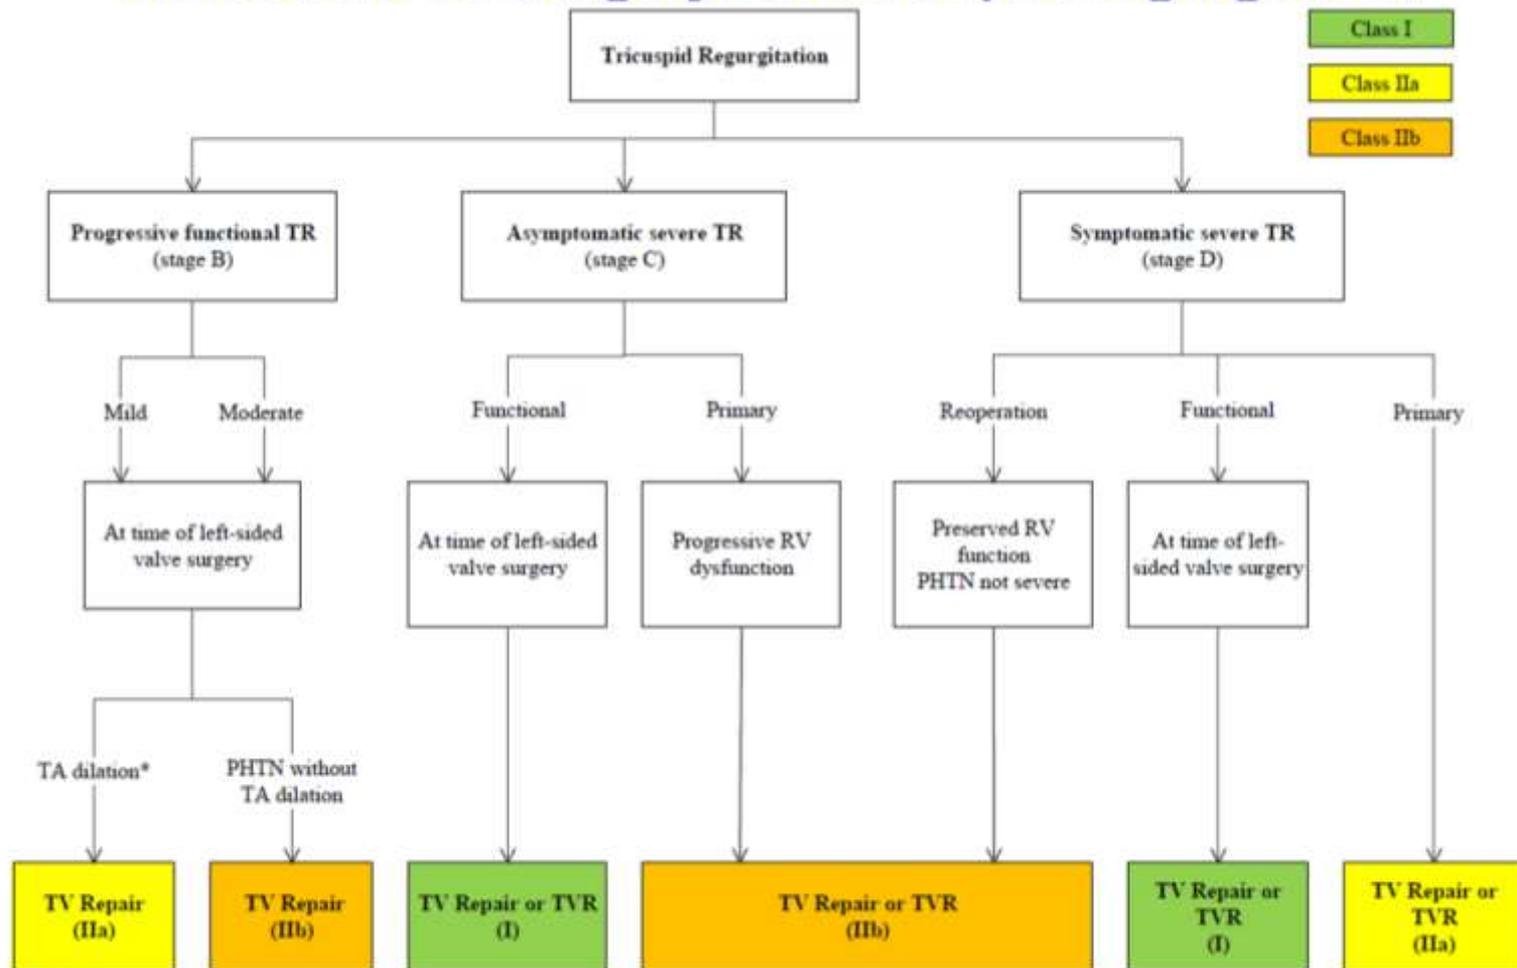 Class I
Class IIa
Class IIb
Tricuspid Regurgitation
Progressive functional TR
(stage B)
Asymptomatic severe TR
(stage C)
Symptomatic severe TR
(stage D)
Mild
Moderate
Functional
Primary
Reoperation
Functional
Primary
At time of left-sided
valve surgery
At time of left-sided
valve surgery
Progressive RV
dysfunction
Preserved RV
function
PHTN not severe
At time of left-
sided valve surgery
TA dilation*
PHTN without
TA dilation
TV Repair
(IIa)
TV Repair
(IIb)
TV Repair or TVR
(I)
TV Repair or TVR
(IIb)
TV Repair or
TVR
(I)
TV Repair or
TVR
(IIa)